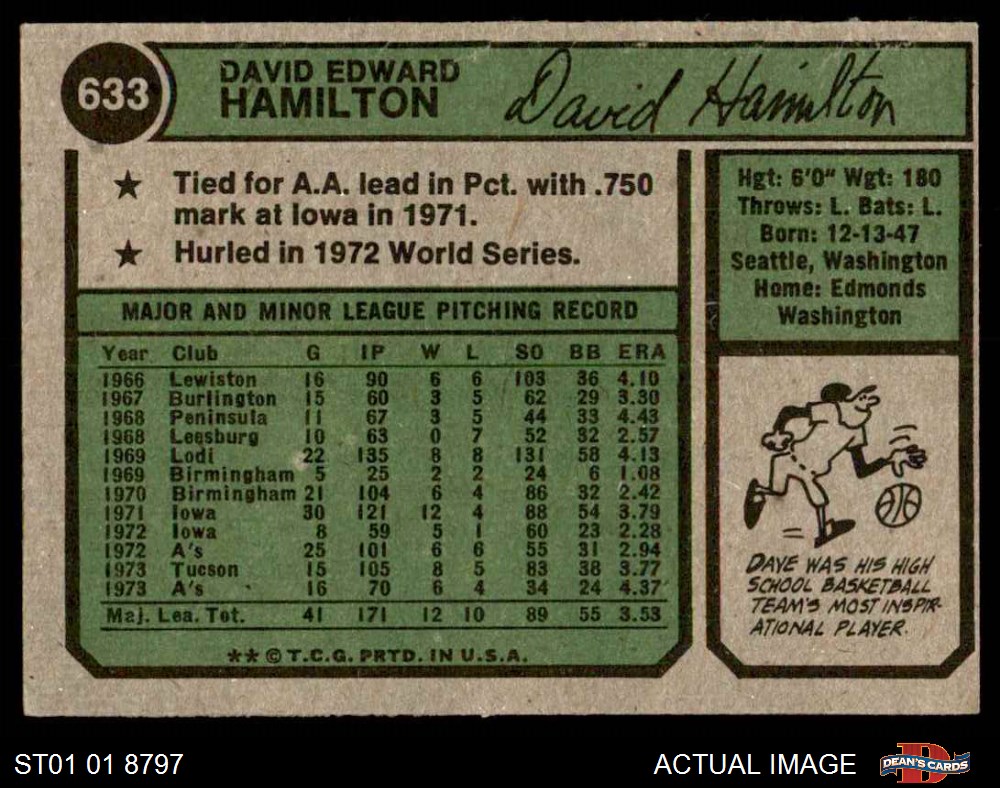 633
DAVID EDWARD
HAMILTON
David Hamilton
★ Tied for A.A. lead in Pct. with .750
mark at Iowa in 1971.
★ Hurled in 1972 World Series.
Hgt: 6'0" Wgt: 180
Throws: L. Bats: L.
Born: 12-13-47
Seattle, Washington
Home: Edmonds
Washington
MAJOR AND MINOR LEAGUE PITCHING RECORD
Year Club G IP W L SO BB ERA
1966 Lewiston 16 90 6 6 103 36 4.10
1967 Burlington 15 60 3 5 62 29 3.30
1968 Peninsula 11 67 3 5 44 33 4.43
1968 Leesburg 10 63 0 7 52 32 2.57
1969 Lodi 22 135 8 8 131 58 4.13
1969 Birmingham 5 25 2 2 24 6 1.08
1970 Birmingham 21 104 6 4 86 32 2.42
1971 Iowa 30 121 12 4 88 54 3.79
1972 Iowa 8 59 5 1 60 23 2.28
1972 A's 25 101 6 6 55 31 2.94
1973 Tucson 15 105 8 5 83 38 3.77
1973 A's 16 70 6 4 34 24 4.37
Maj. Lea. Tot. 41 171 12 10 89 55 3.53
**©T.C.G. PRTD. IN U.S.A.
DAVE WAS HIS HIGH
SCHOOL BASKETBALL
TEAM'S MOST INSPIR-
ATIONAL PLAYER.
ST01 01 8797
ACTUAL IMAGE
D
DEAN'S CARDS